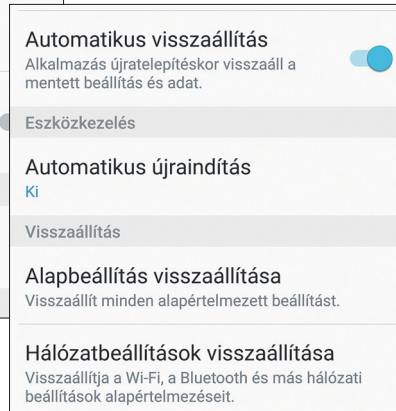 Automatikus visszaállítás
Alkalmazás újratelepítéskor visszaáll a
mentett beállítás és adat.
Eszközkezelés
Automatikus újraindítás
Ki
Visszaállítás
Alapbeállítás visszaállítása
Visszaállít minden alapértelmezett beállítást.
Hálózatbeállítások visszaállítása
Visszaállítja a Wi-Fi, a Bluetooth és más hálózati
beállítások alapértelmezéseit.